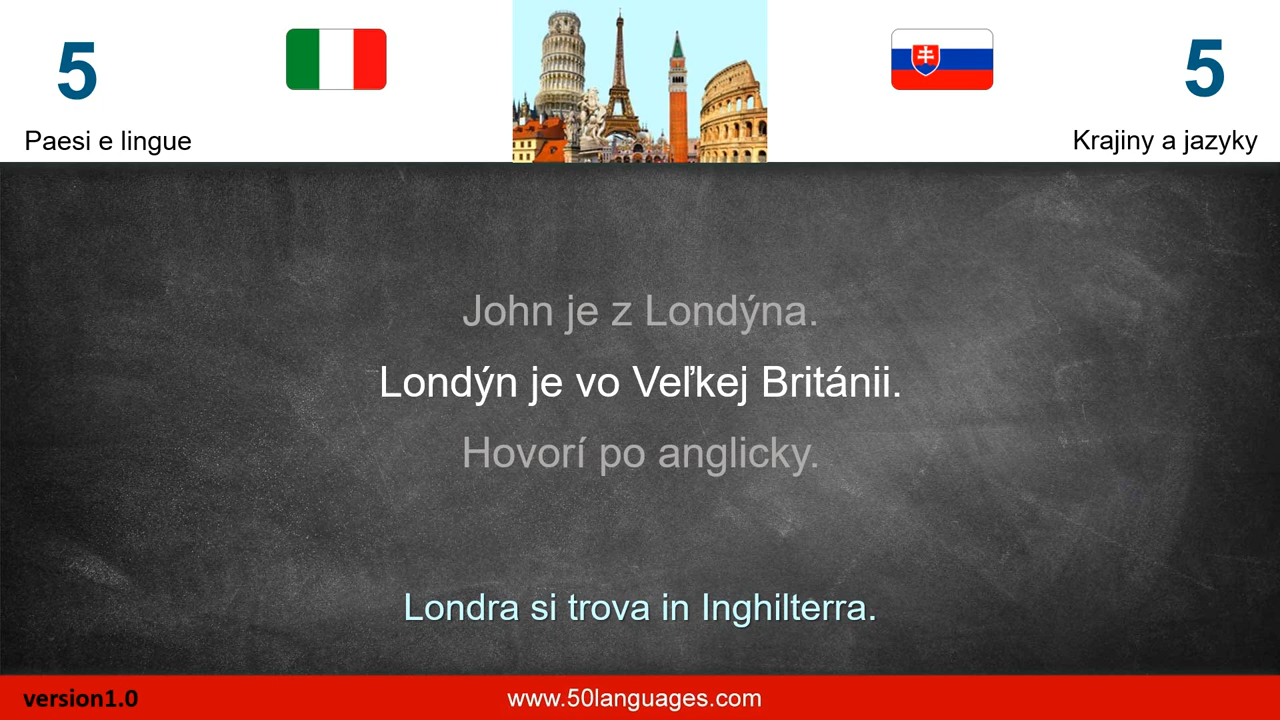 5
5
Paesi e lingue
Krajiny a jazyky
John je z Londýna.
Londýn je vo Veľkej Británii.
Hovorí po anglicky.
Londra si trova in Inghilterra.
version1.0
www.50languages.com